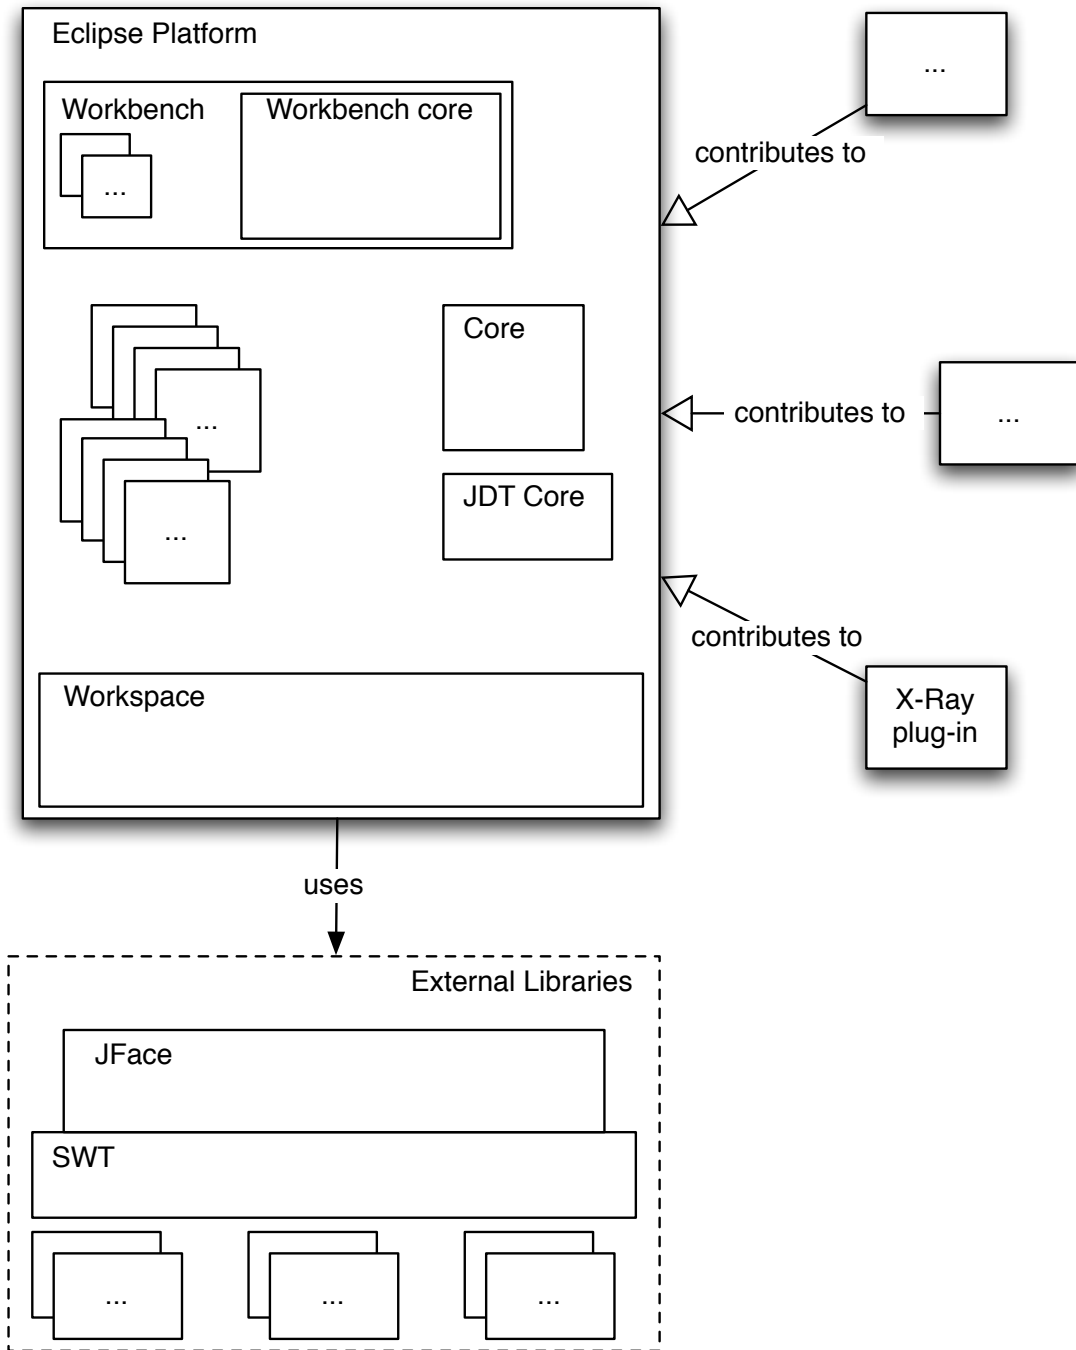 Eclipse Platform
...
Workbench
Workbench core
...
contributes to
Core
...
contributes to
...
JDT Core
...
contributes to
Workspace
X-Ray
plug-in
uses
External Libraries
JFace
SWT
...
...
...